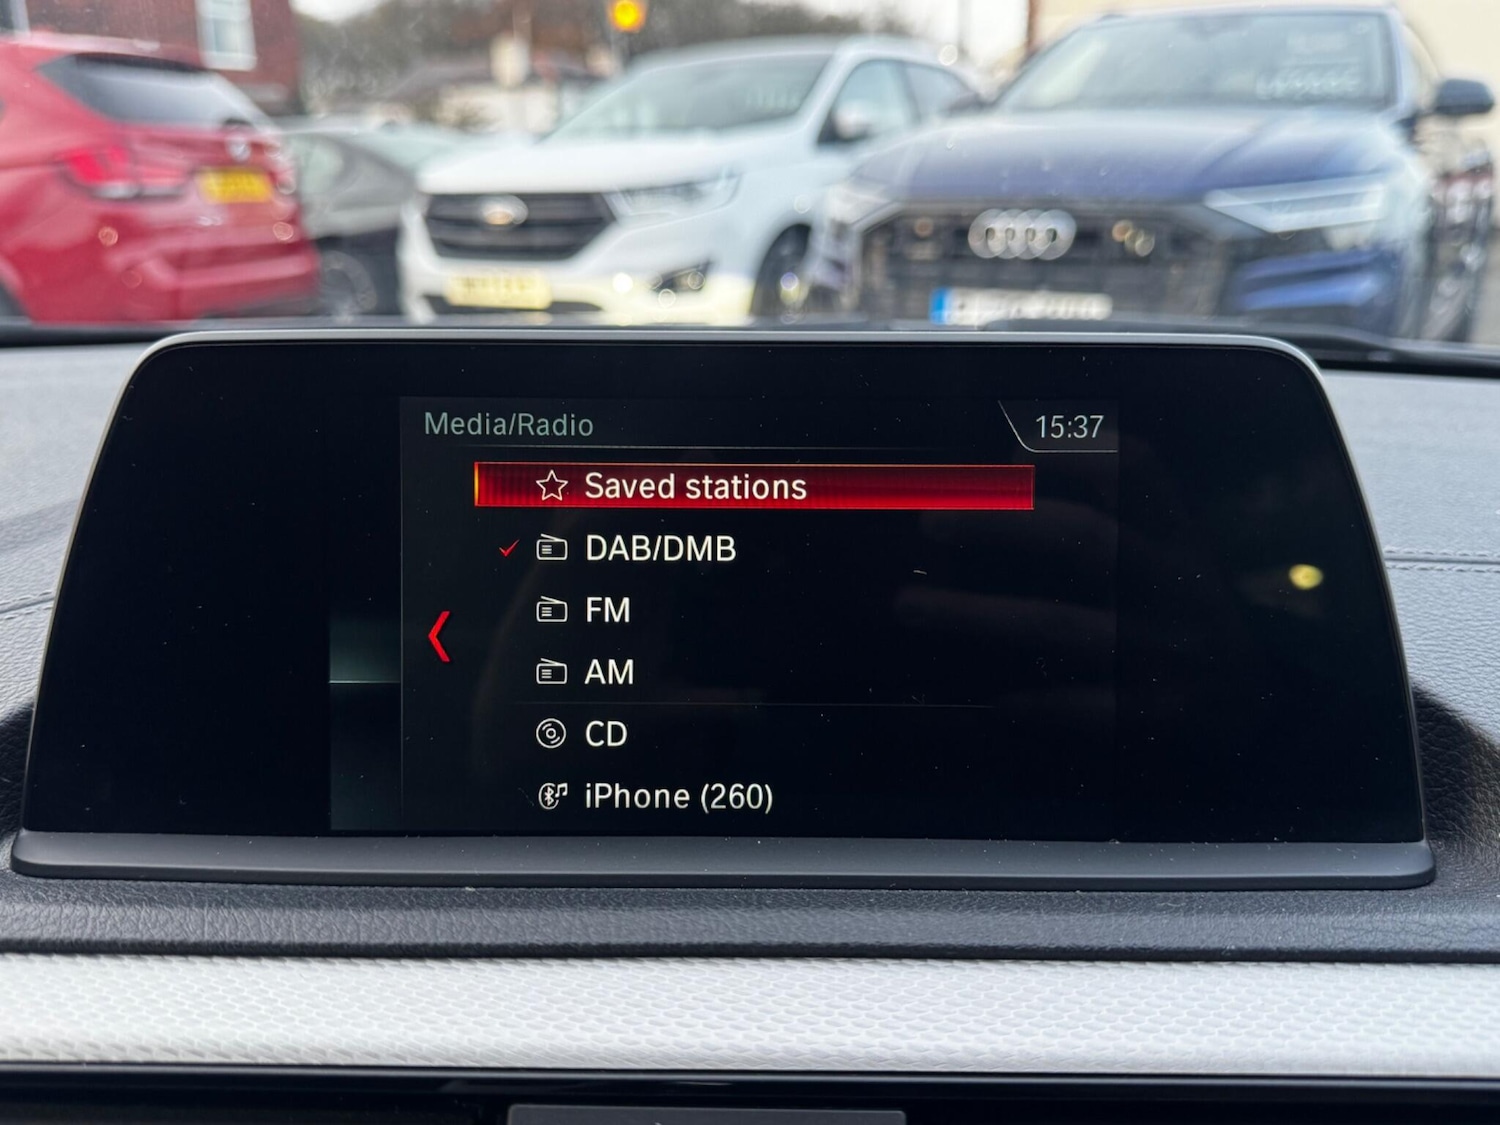 Media/Radio
15:37
Saved stations
DAB/DMB
FM
AM
CD
iPhone (260)